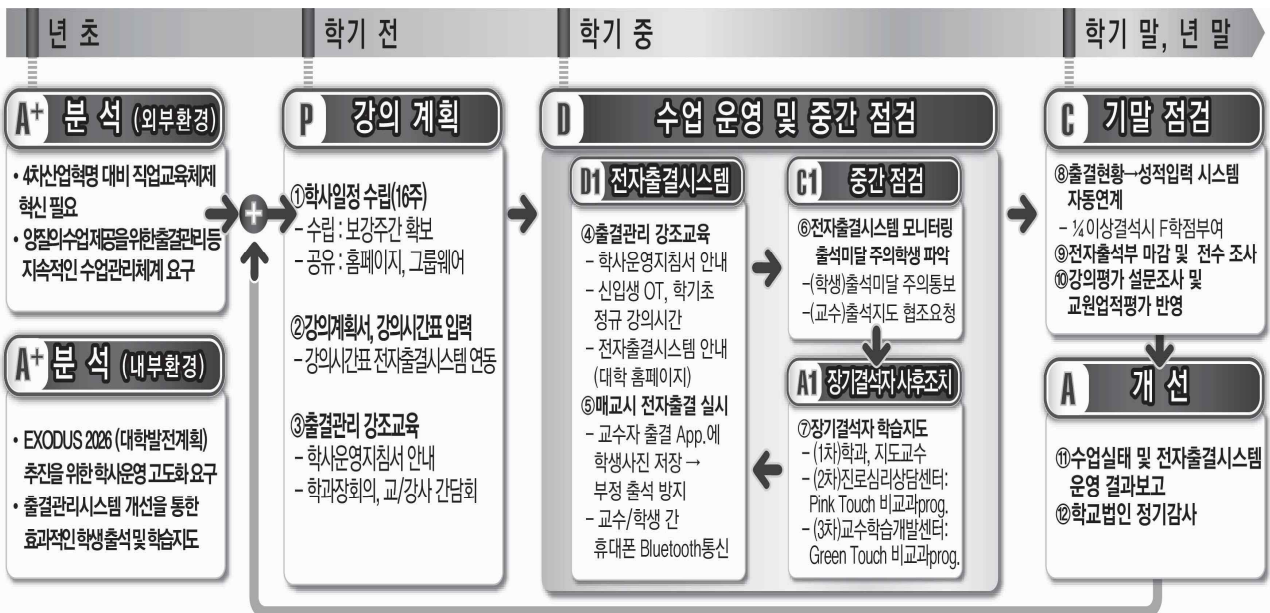 년 초
학기 전
학기 중
학기 말, 년 말
A+ 분 석 (외부환경)
• 4차산업혁명 대비 직업교육체제
혁신 필요
• 양질의수업제공을위한출결관리등
지속적인 수업관리체계 요구
A+ 분 석 (내부환경)
• EXODUS 2026 (대학발전계획)
추진을 위한 학사운영 고도화 요구
• 출결관리시스템 개선을 통한
효과적인 학생 출석 및 학습지도
P 강의 계획
①학사일정 수립(16주)
- 수립 : 보강주간 확보
- 공유 : 홈페이지, 그룹웨어
②강의계획서, 강의시간표 입력
- 강의시간표 전자출결시스템 연동
③출결관리 강조교육
- 학사운영지침서 안내
- 학과장회의, 교/강사 간담회
D 수업 운영 및 중간 점검
D1 전자출결시스템
④출결관리 강조교육
- 학사운영지침서 안내
- 신입생 OT, 학기초
정규 강의시간
- 전자출결시스템 안내
(대학 홈페이지)
⑤매교시 전자출결 실시
- 교수자 출결 App.에
학생사진 저장 →
부정 출석 방지
- 교수/학생 간
휴대폰 Bluetooth통신
C1 중간 점검
⑥전자출결시스템 모니터링
출석미달 주의학생 파악
-(학생)출석미달 주의통보
-(교수)출석지도 협조요청
A1 장기결석자 사후조치
⑦장기결석자 학습지도
- (1차)학과, 지도교수
- (2차)진로심리상담센터:
Pink Touch 비교과prog.
- (3차)교수학습개발센터:
Green Touch 비교과prog.
C 기말 점검
⑧출결현황→성적입력 시스템
자동연계
- ¼이상결석시 F학점부여
⑨전자출석부 마감 및 전수 조사
⑩강의평가 설문조사 및
교원업적평가 반영
A 개 선
⑪수업실태 및 전자출결시스템
운영 결과보고
⑫학교법인 정기감사